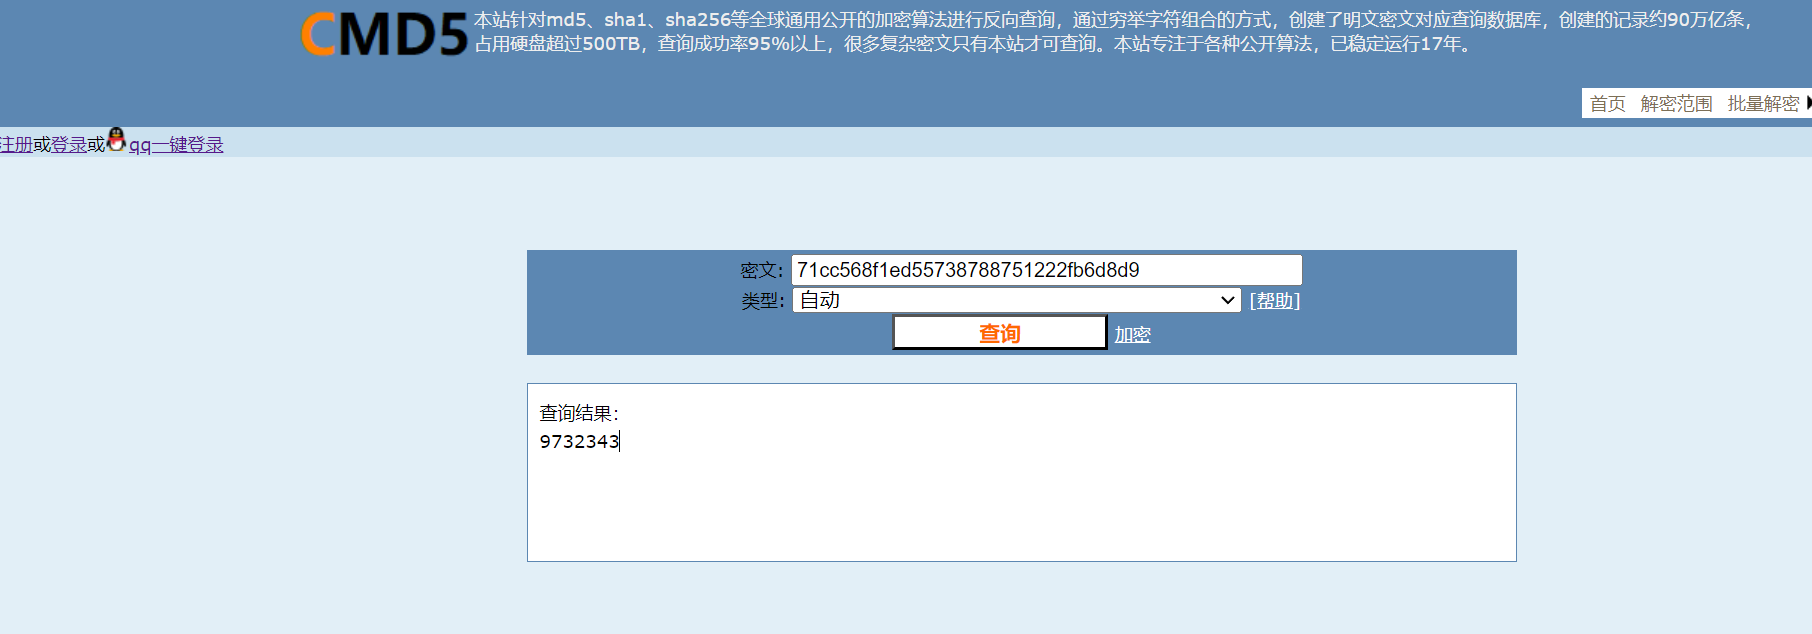 CMD5 本站针对md5、sha1、sha256等全球通用公开的加密算法进行反向查询，通过穷举字符组合的方式，创建了明文密文对应查询数据库，创建的记录约90万亿条，
占用硬盘超过500TB，查询成功率95%以上，很多复杂密文只有本站才可查询。本站专注于各种公开算法，已稳定运行17年。
首页 解密范围 批量解密
注册或登录或qq一键登录
密文: 71cc568f1ed55738788751222fb6d8d9
类型: 自动 [帮助]
查询 加密
查询结果:
9732343